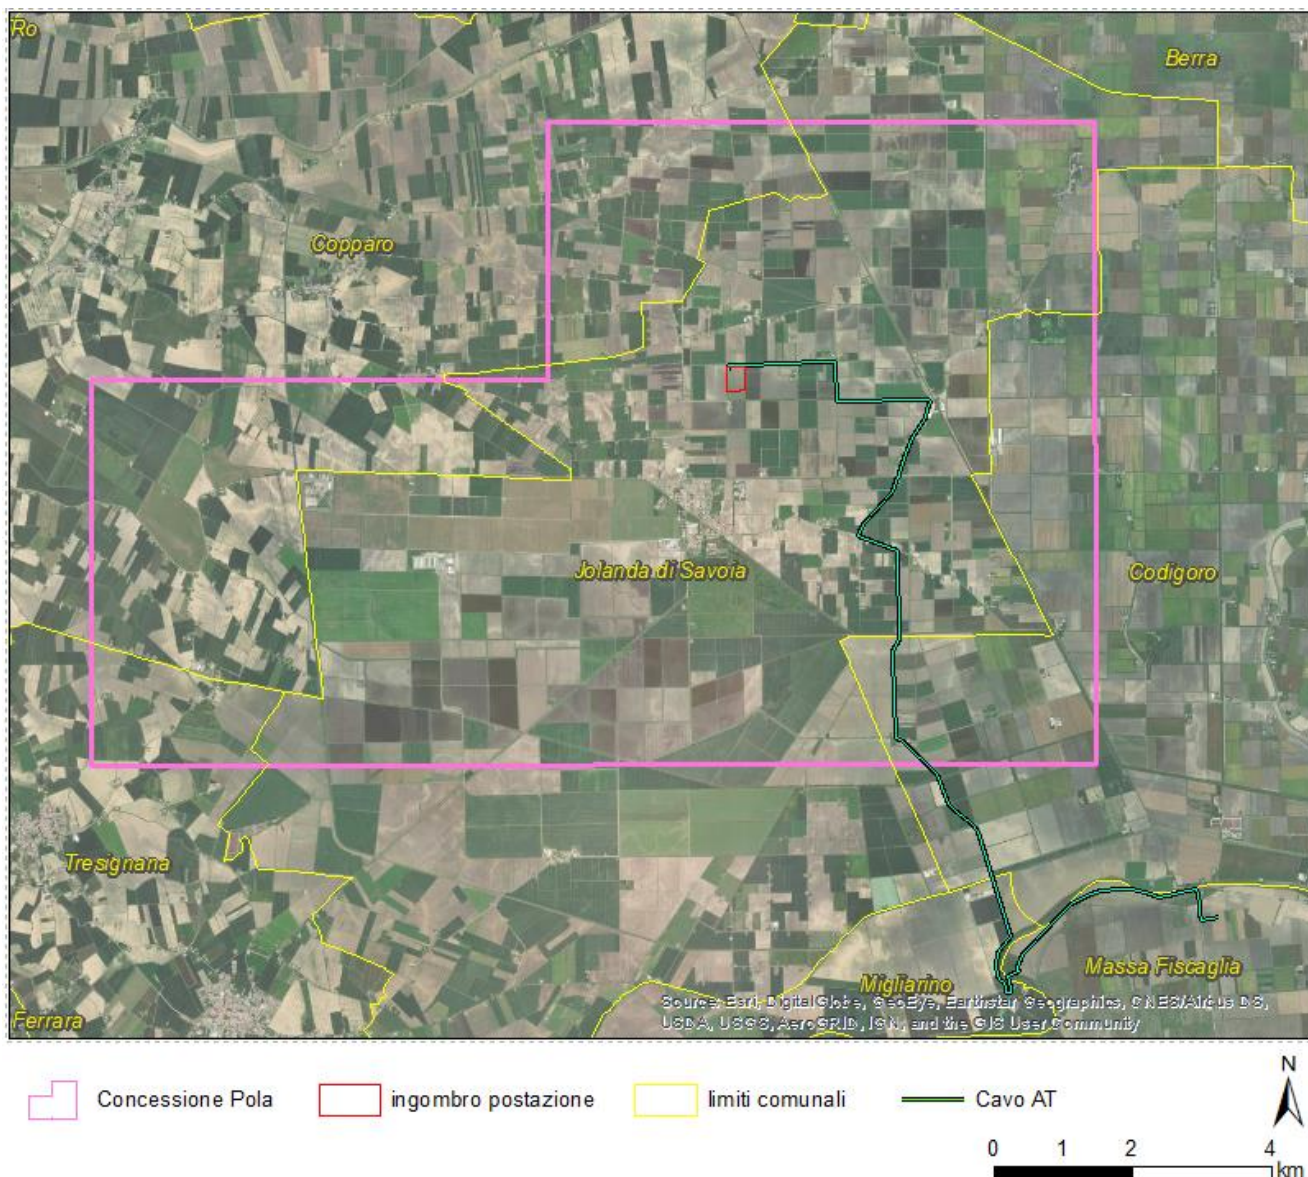 Ro
Berra
Copparo
Jolanda di Savoia
Codigoro
Tresignana
Massa Fiscaglia
Migliarino
Ferrara
Source: Esri, DigitalGlobe, GeoEye, Earthstar Geographics, CNES/Airbus DS,
USDA, USGS, AeroGRID, IGN, and the GIS User Community
Concessione Pola
ingombro postazione
limiti comunali
Cavo AT
N
0 1 2 4
km